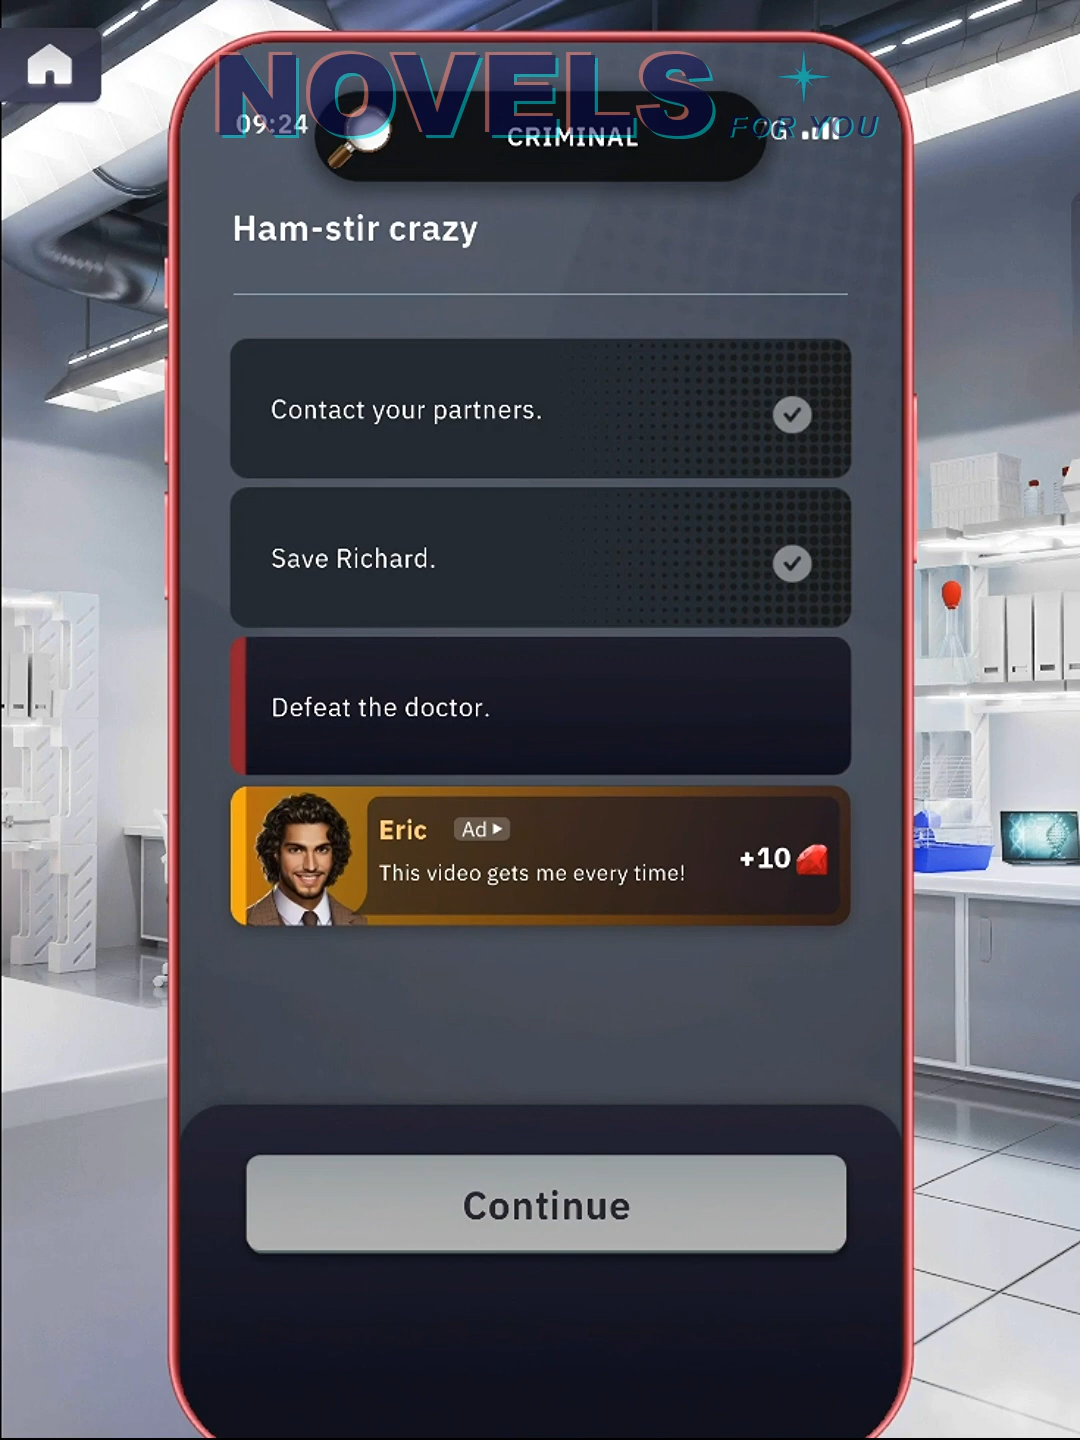 NOVELS
FOR YOU
09:24
CRIMINAL
G
Ham-stir crazy
Contact your partners.
Save Richard.
Defeat the doctor.
Eric
Ad
This video gets me every time!
+10
Continue